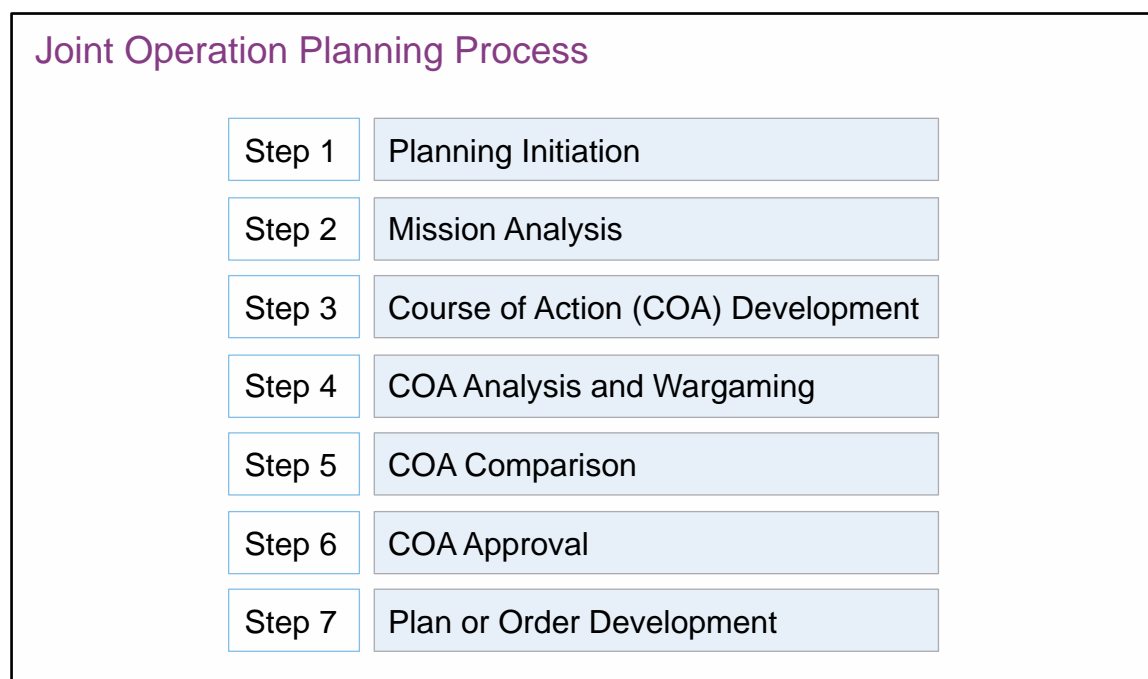 Joint Operation Planning Process
Step 1 Planning Initiation
Step 2 Mission Analysis
Step 3 Course of Action (COA) Development
Step 4 COA Analysis and Wargaming
Step 5 COA Comparison
Step 6 COA Approval
Step 7 Plan or Order Development